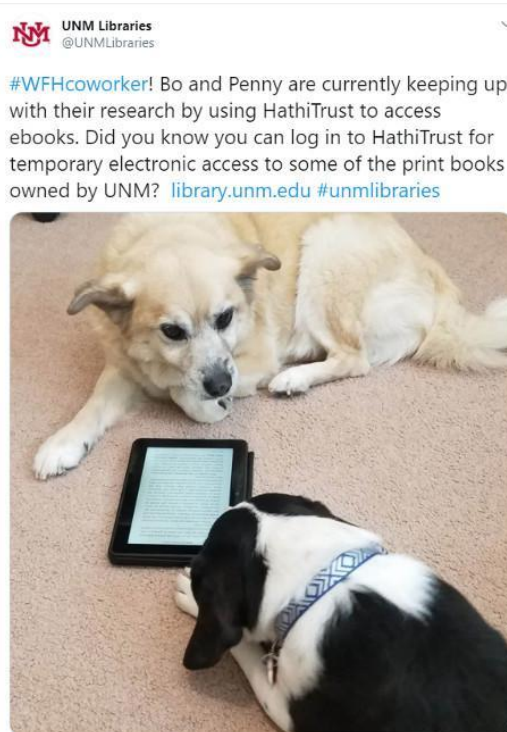 UNM Libraries
@UNMLibraries
#WFHcoworker! Bo and Penny are currently keeping up
with their research by using HathiTrust to access
ebooks. Did you know you can log in to HathiTrust for
temporary electronic access to some of the print books
owned by UNM? library.unm.edu #unmlibraries